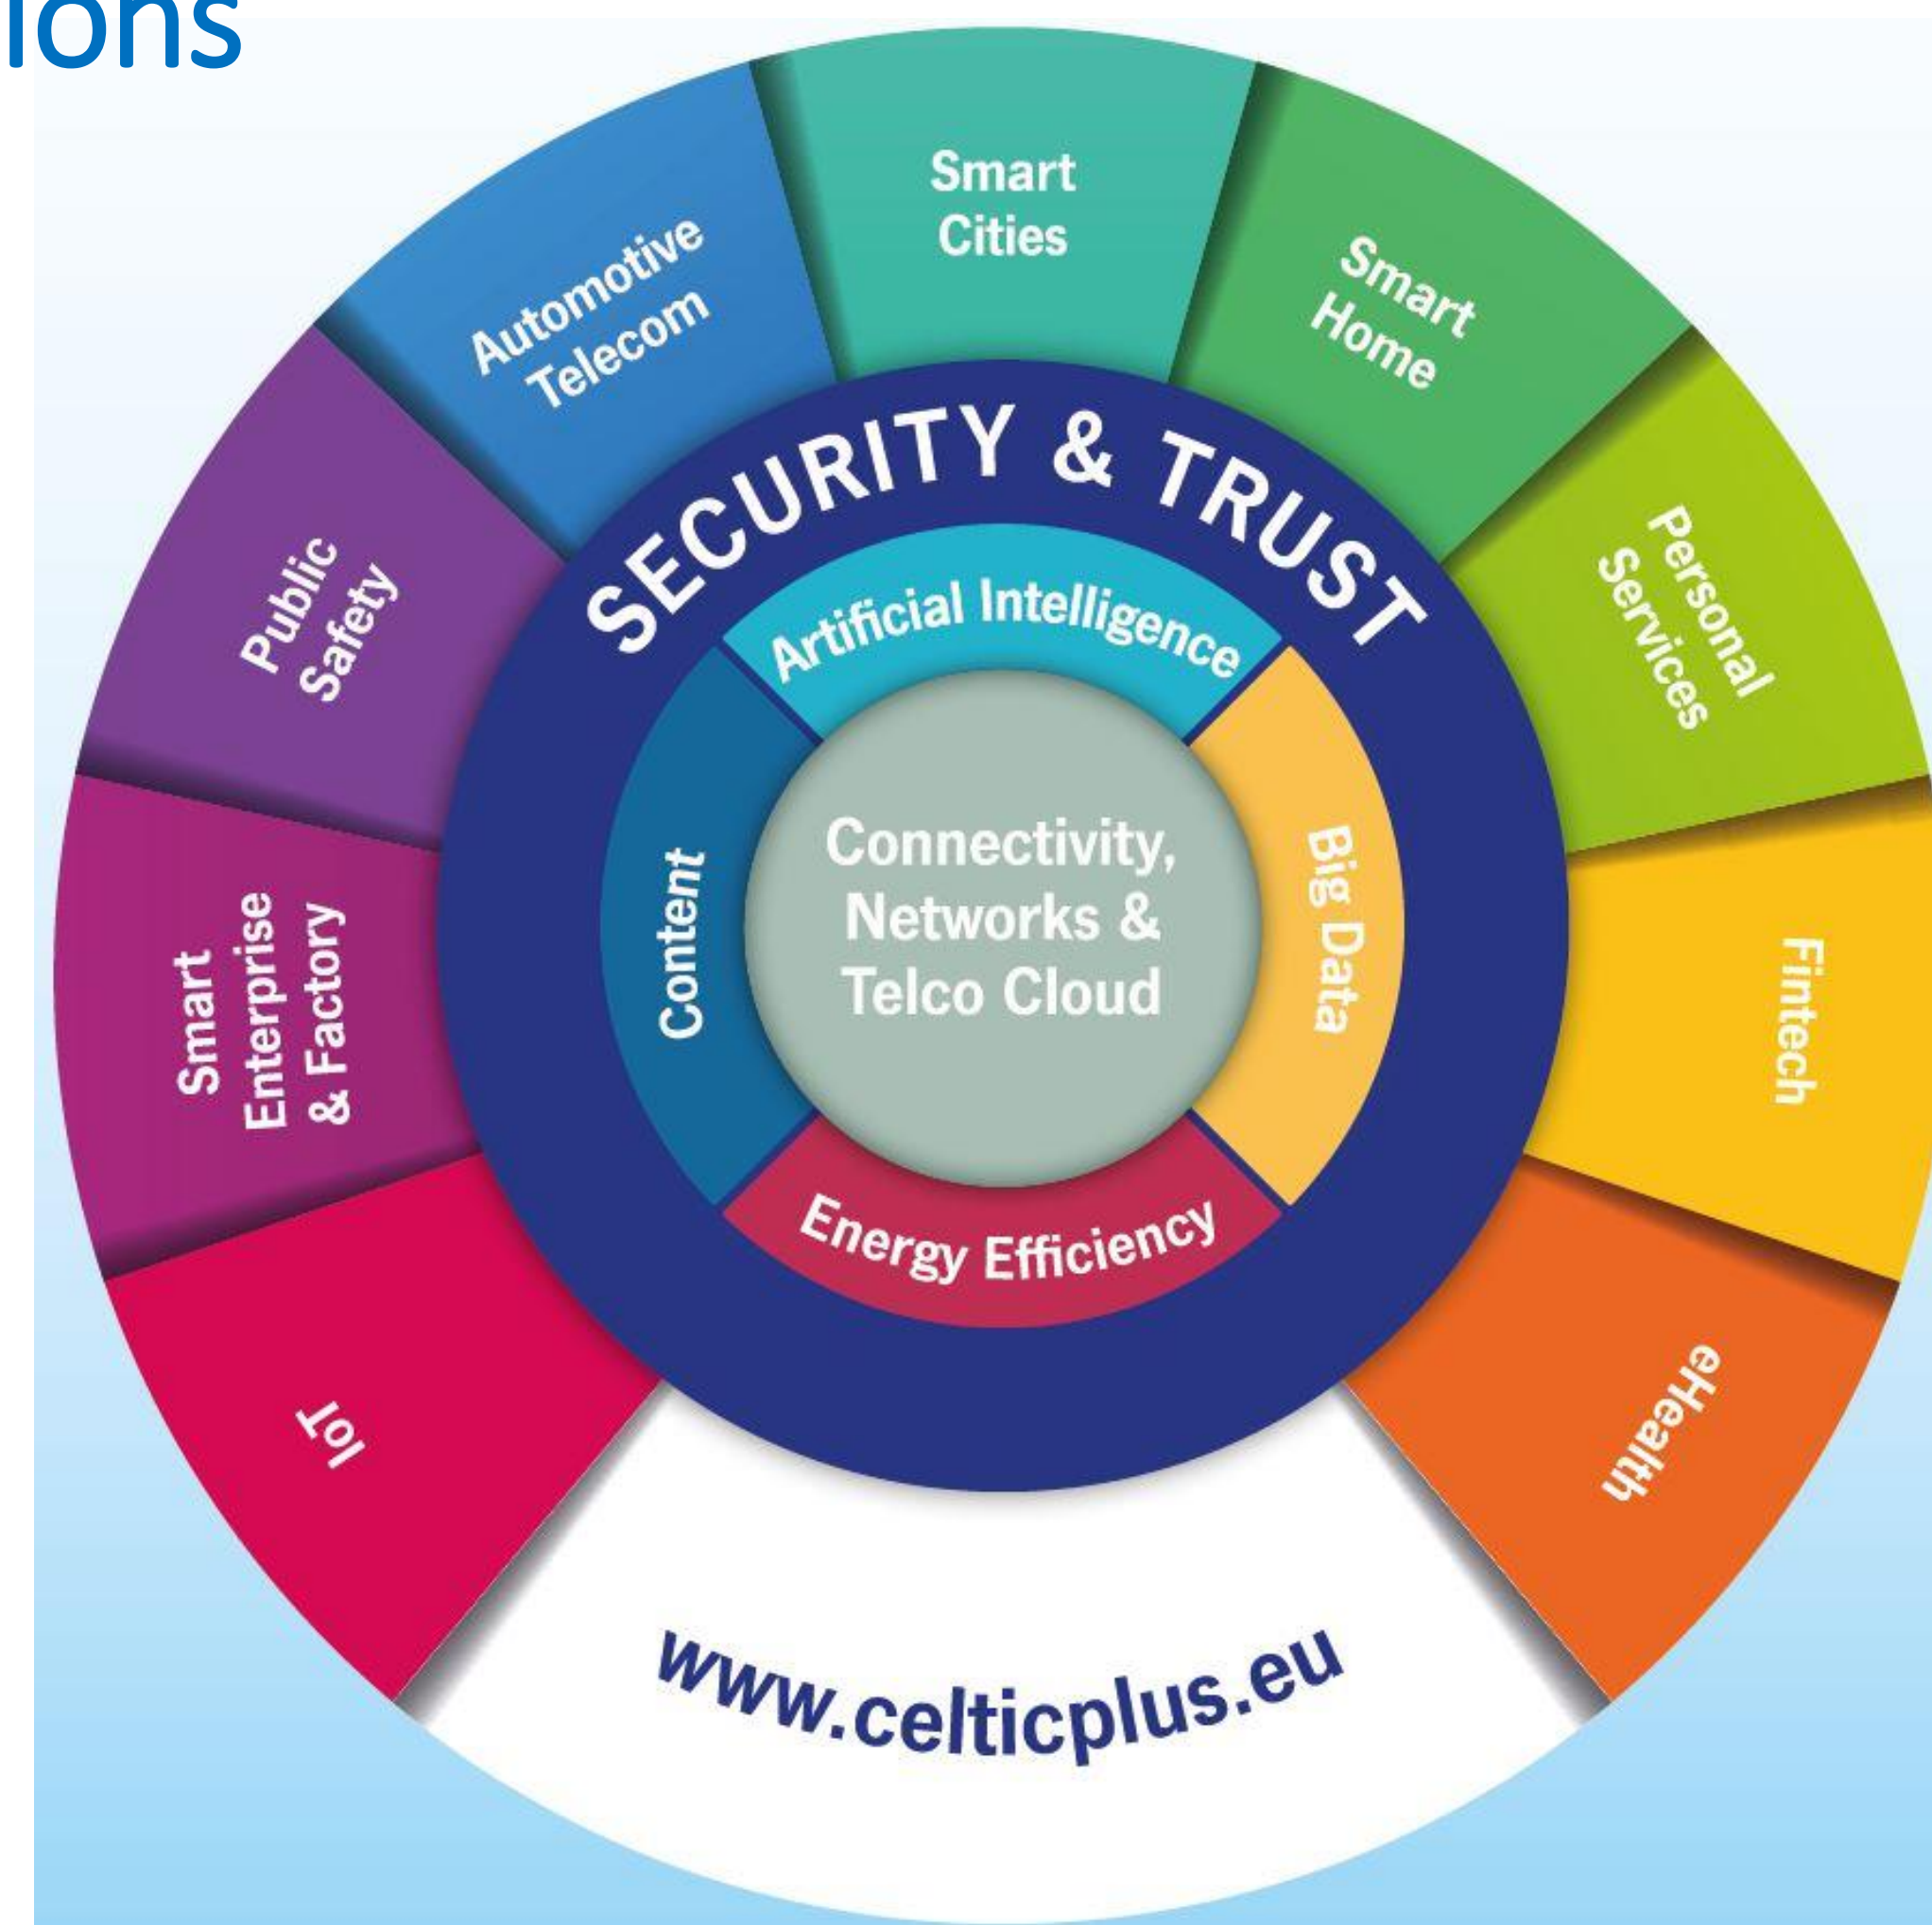 ions
Smart
Cities
Smart
Home
Personal
Services
Fintech
eHealth
www.celticplus.eu
IoT
Smart
Enterprise
& Factory
Public
Safety
Automotive
Telecom
SECURITY & TRUST
Artificial Intelligence
Big Data
Energy Efficiency
Content
Connectivity,
Networks &
Telco Cloud